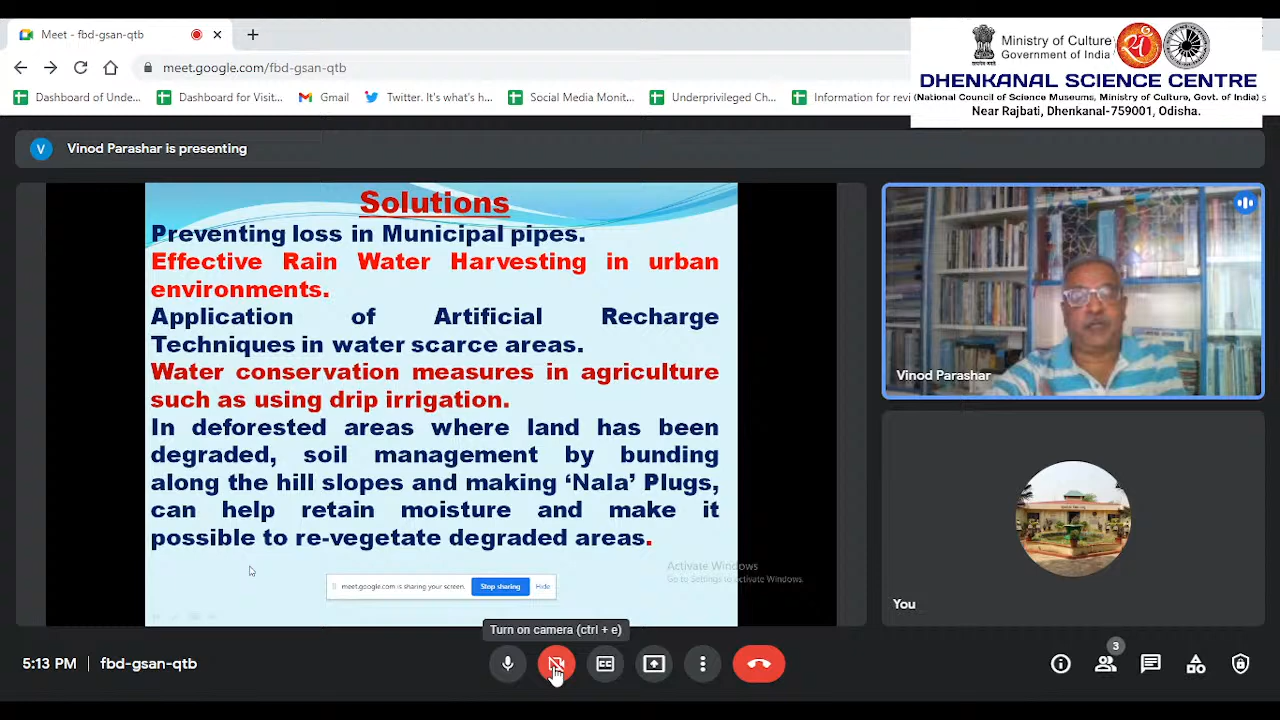 Meet - fbd-gsan-qtb
Ministry of Culture
Government of India
meet.google.com/fbd-gsan-qtb
DHENKANAL SCIENCE CENTRE
(National Council of Science Museums, Ministry of Culture, Govt. of India)
Near Rajbati, Dhenkanal-759001, Odisha.
Dashboard of Unde...
Dashboard for Visit...
Gmail
Twitter. It's what's h...
Social Media Monit...
Underprivileged Ch...
Information for revi
V
Vinod Parashar is presenting
Solutions
Preventing loss in Municipal pipes.
Effective Rain Water Harvesting in urban
environments.
Application of Artificial Recharge
Techniques in water scarce areas.
Water conservation measures in agriculture
such as using drip irrigation.
In deforested areas where land has been
degraded, soil management by bunding
along the hill slopes and making ‘Nala’ Plugs,
can help retain moisture and make it
possible to re-vegetate degraded areas.
Activate Windows
Go to Settings to activate Windows.
meet.google.com is sharing your screen.
Stop sharing
Hide
Vinod Parashar
You
Turn on camera (ctrl + e)
5:13 PM | fbd-gsan-qtb
CC
3